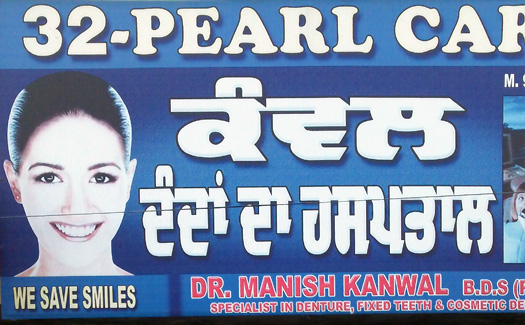 32-PEARL CAR
M. S
ਕੰਵਲ
ਦੰਦਾਂ ਦਾ ਹਸਪਤਾਲ
WE SAVE SMILES
DR. MANISH KANWAL B.D.S
SPECIALIST IN DENTURE, FIXED TEETH & COSMETIC DE